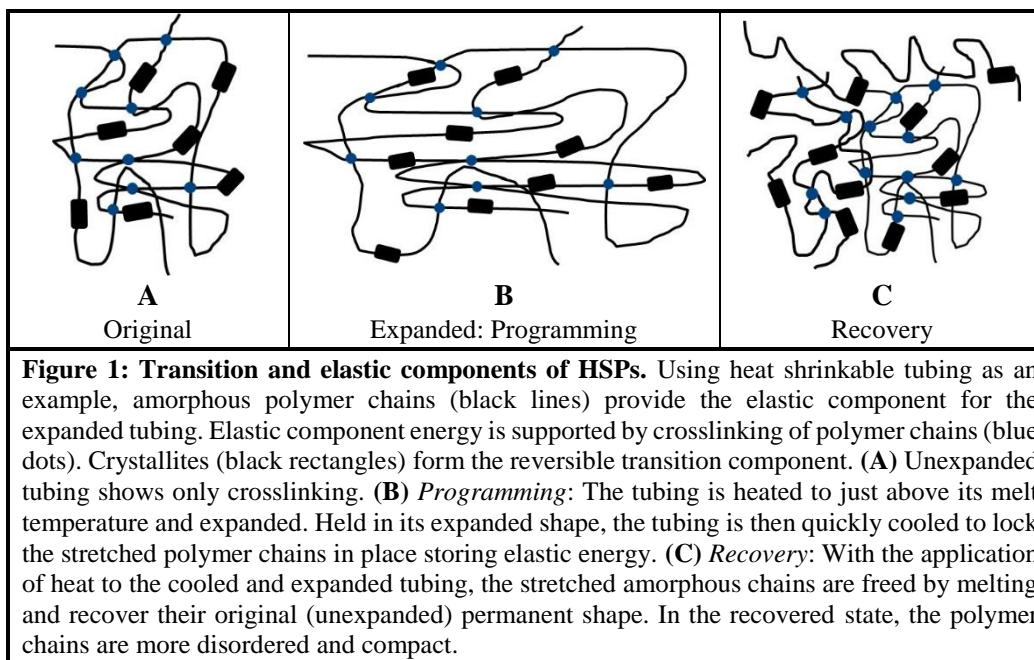 A
Original
B
Expanded: Programming
C
Recovery
Figure 1: Transition and elastic components of HSPs. Using heat shrinkable tubing as an
example, amorphous polymer chains (black lines) provide the elastic component for the
expanded tubing. Elastic component energy is supported by crosslinking of polymer chains (blue
dots). Crystallites (black rectangles) form the reversible transition component. (A) Unexpanded
tubing shows only crosslinking. (B) Programming: The tubing is heated to just above its melt
temperature and expanded. Held in its expanded shape, the tubing is then quickly cooled to lock
the stretched polymer chains in place storing elastic energy. (C) Recovery: With the application
of heat to the cooled and expanded tubing, the stretched amorphous chains are freed by melting
and recover their original (unexpanded) permanent shape. In the recovered state, the polymer
chains are more disordered and compact.